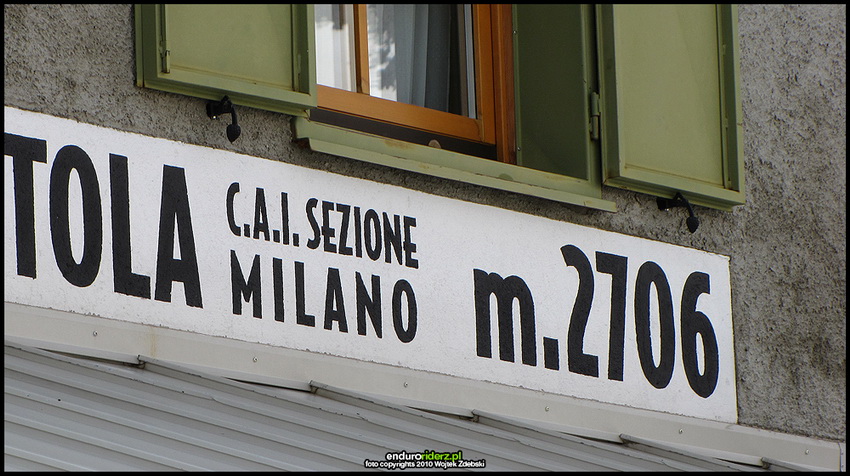 TOLA
C.A.I. SEZIONE
MILANO
m.2706
enduroriderz.pl
foto copyrights 2010 Wojtek Zdebski